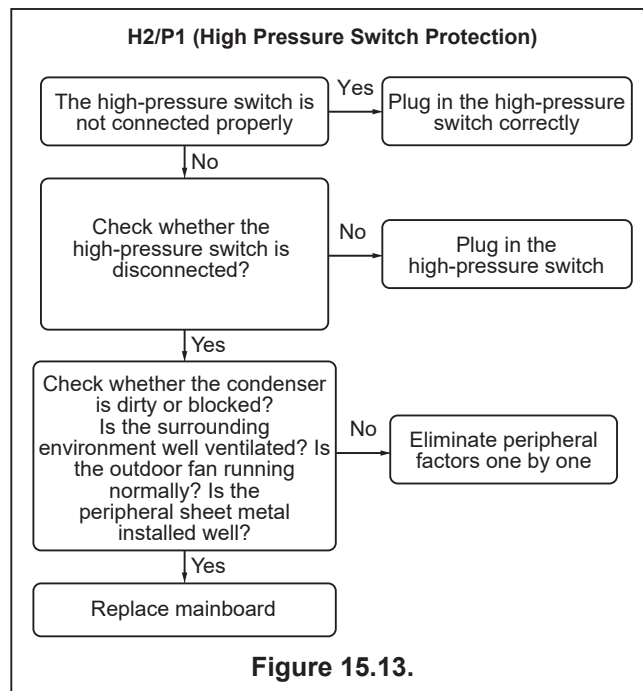 H2/P1 (High Pressure Switch Protection)
The high-pressure switch is
not connected properly
Yes
Plug in the high-pressure
switch correctly
No
Check whether the
high-pressure switch is
disconnected?
No
Plug in the
high-pressure switch
Yes
Check whether the condenser
is dirty or blocked?
Is the surrounding
environment well ventilated? Is
the outdoor fan running
normally? Is the
peripheral sheet metal
installed well?
No
Eliminate peripheral
factors one by one
Yes
Replace mainboard
Figure 15.13.